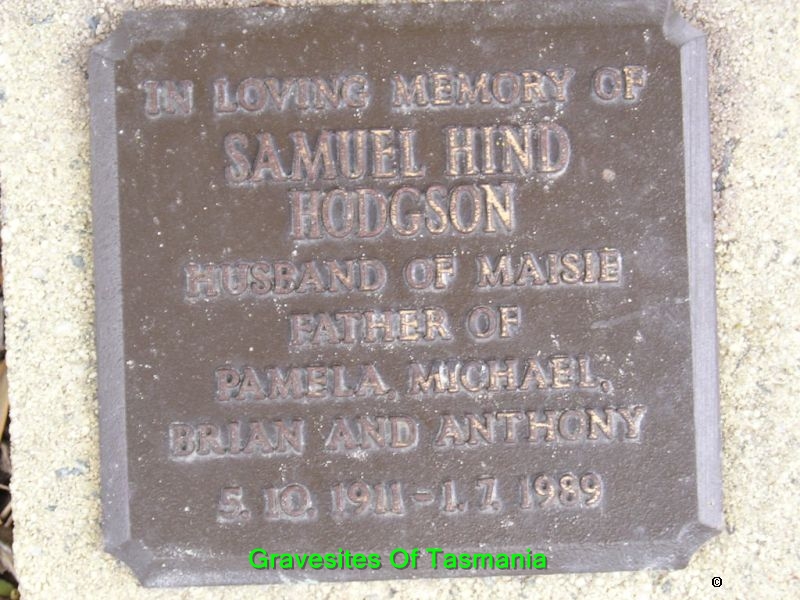 IN LOVING MEMORY OF
SAMUEL HIND
HODGSON
HUSBAND OF MAISIE
FATHER OF
PAMELA, MICHAEL,
BRIAN AND ANTHONY
5. 10. 1911 - 1. 7. 1989
Gravesites Of Tasmania
©